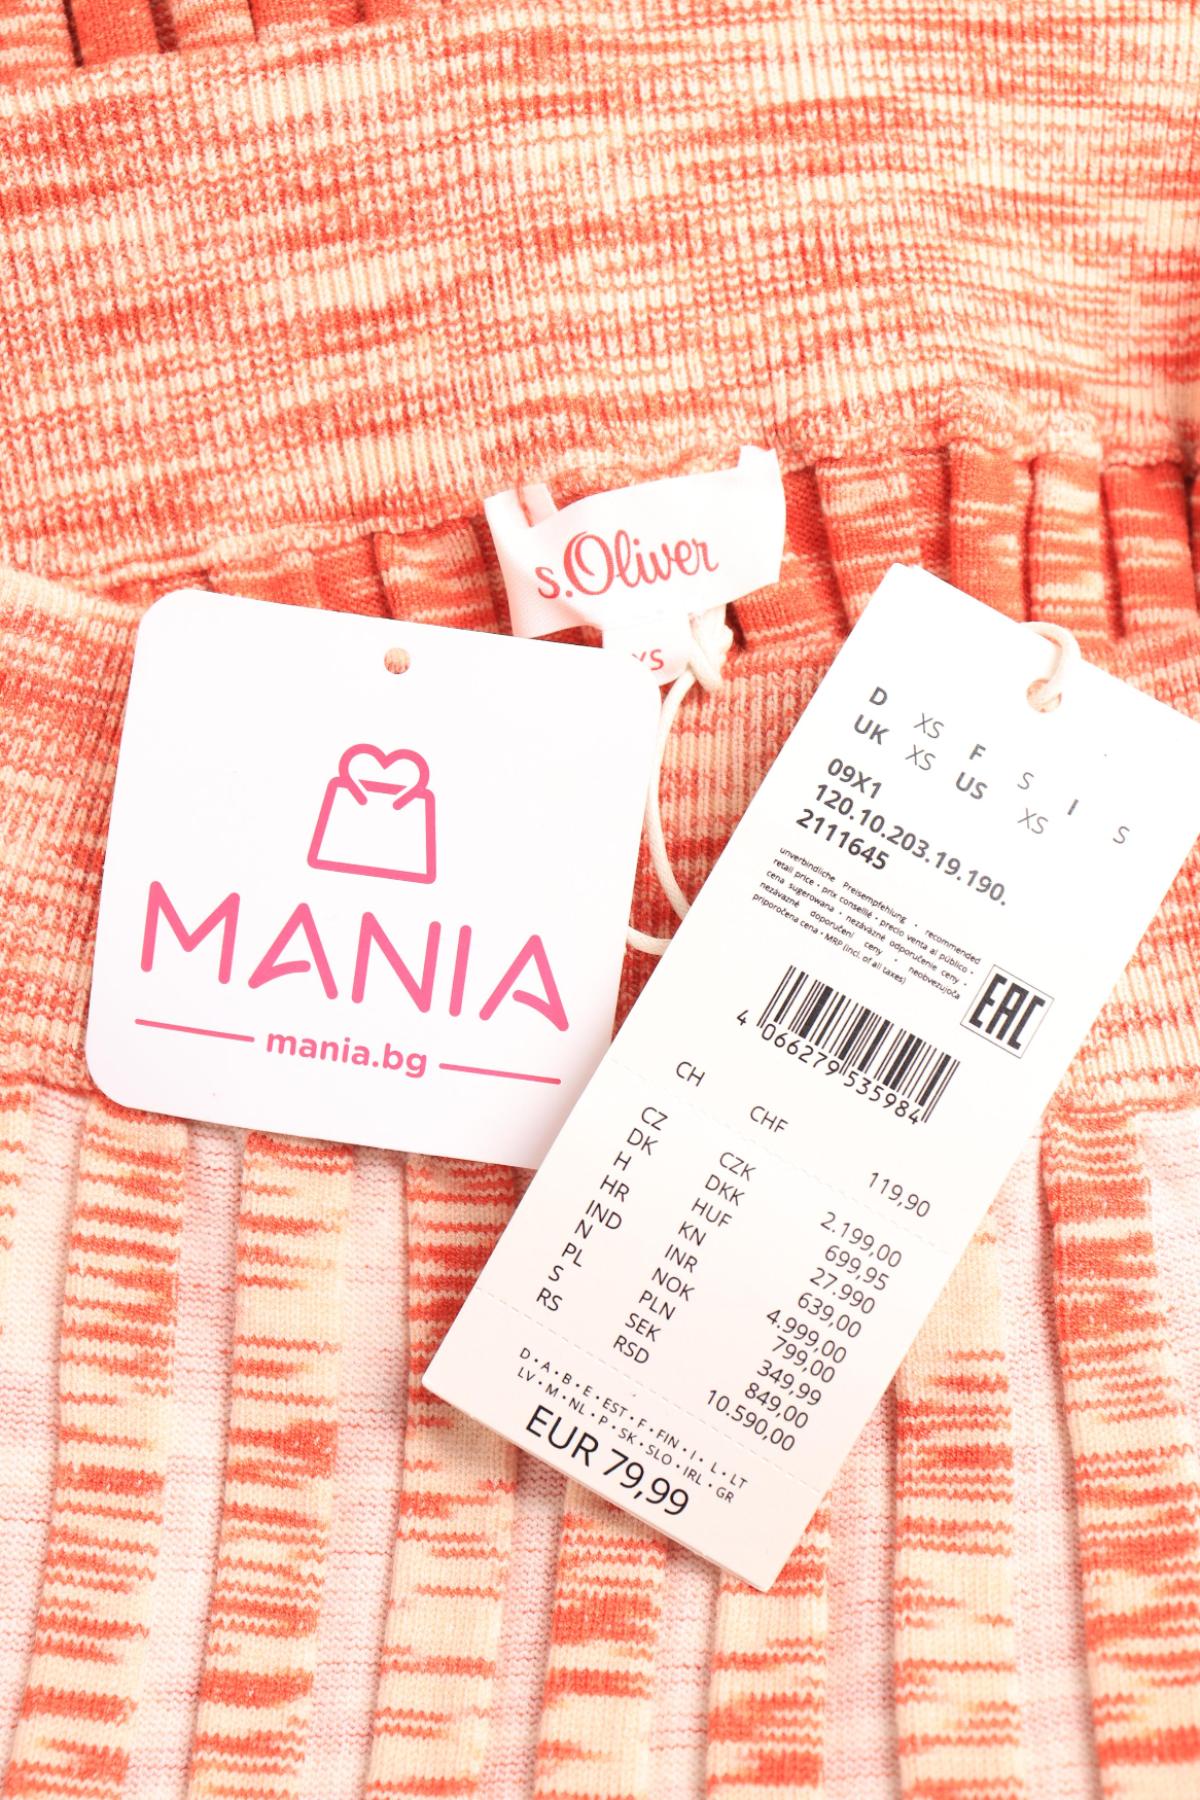 s.Oliver
XS
MANIA
mania.bg
D XS F S I S
UK XS US XS
09X1
120.10.203.19.190.
2111645
unverbindliche Preisempfehlung • recommended
retail price • prix conseillé • precio venta al público •
cena sugerowana • nezáväzné odporučenie ceny •
nezávazné doporučení ceny • neobvezujoča
priporočena cena • MRP (incl. of all taxes)
EAC
4 066279 535984
CH CHF 119,90
CZ CZK 2.199,00
DK DKK 699,95
H HUF 27.990
HR KN 639,00
IND INR 4.999,00
N NOK 799,00
PL PLN 349,99
S SEK 849,00
RS RSD 10.590,00
D • A • B • E • EST • F • FIN • I • L • LT
LV • M • NL • P • SK • SLO • IRL • GR
EUR 79,99